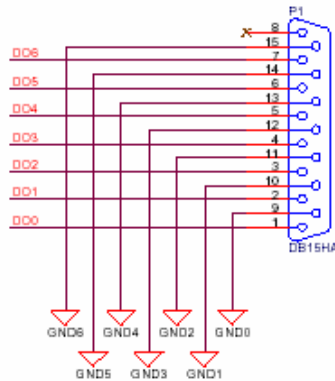 P1
8
15
DO6 7
14
DO5 6
13
DO4 5
12
DO3 4
11
DO2 3
10
DO1 2
9
DO0 1
DB15HA
GND6 GND4 GND2 GND0
GND5 GND3 GND1